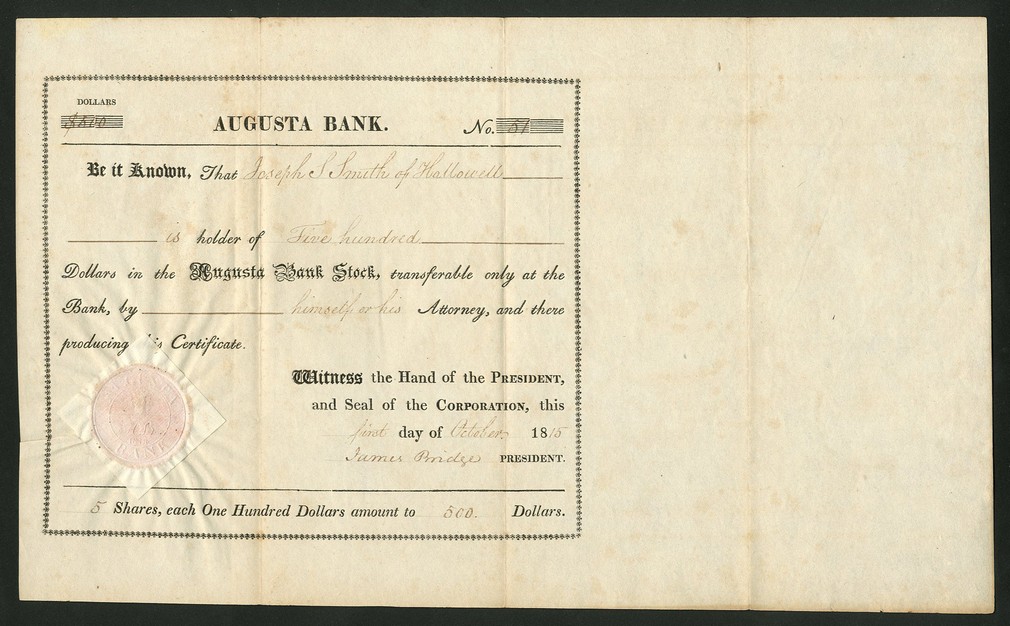 DOLLARS
$500
AUGUSTA BANK.
No. 51
Be it Known, That Joseph S Smith of Hallowell
is holder of Five hundred
Dollars in the Augusta Bank Stock, transferable only at the
Bank, by himself or his Attorney, and there
producing this Certificate.
Witness the Hand of the PRESIDENT,
and Seal of the CORPORATION, this
first day of October 1815
James Bridge PRESIDENT.
5 Shares, each One Hundred Dollars amount to 500. Dollars.